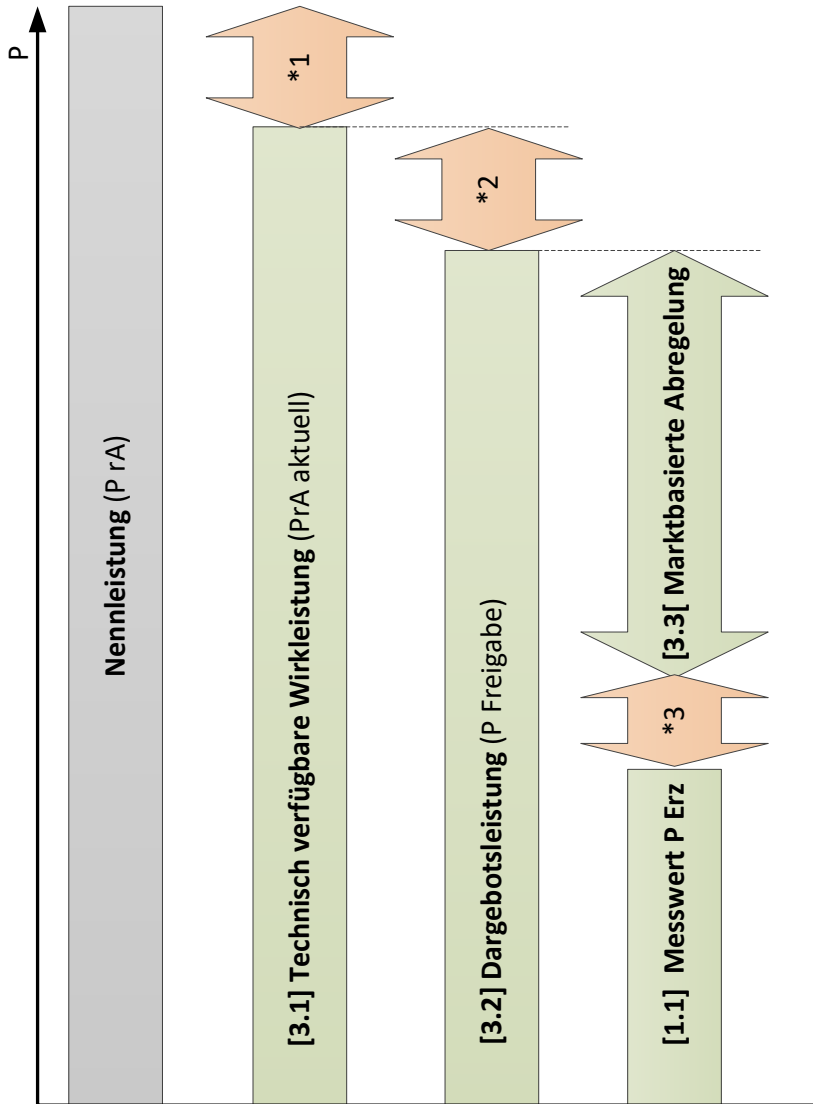 P
Nennleistung (P rA)
*1
[3.1] Technisch verfügbare Wirkleistung (PrA aktuell)
*2
[3.2] Dargebotsleistung (P Freigabe)
[3.3[ Marktbasierte Abregelung
*3
[1.1] Messwert P Erz